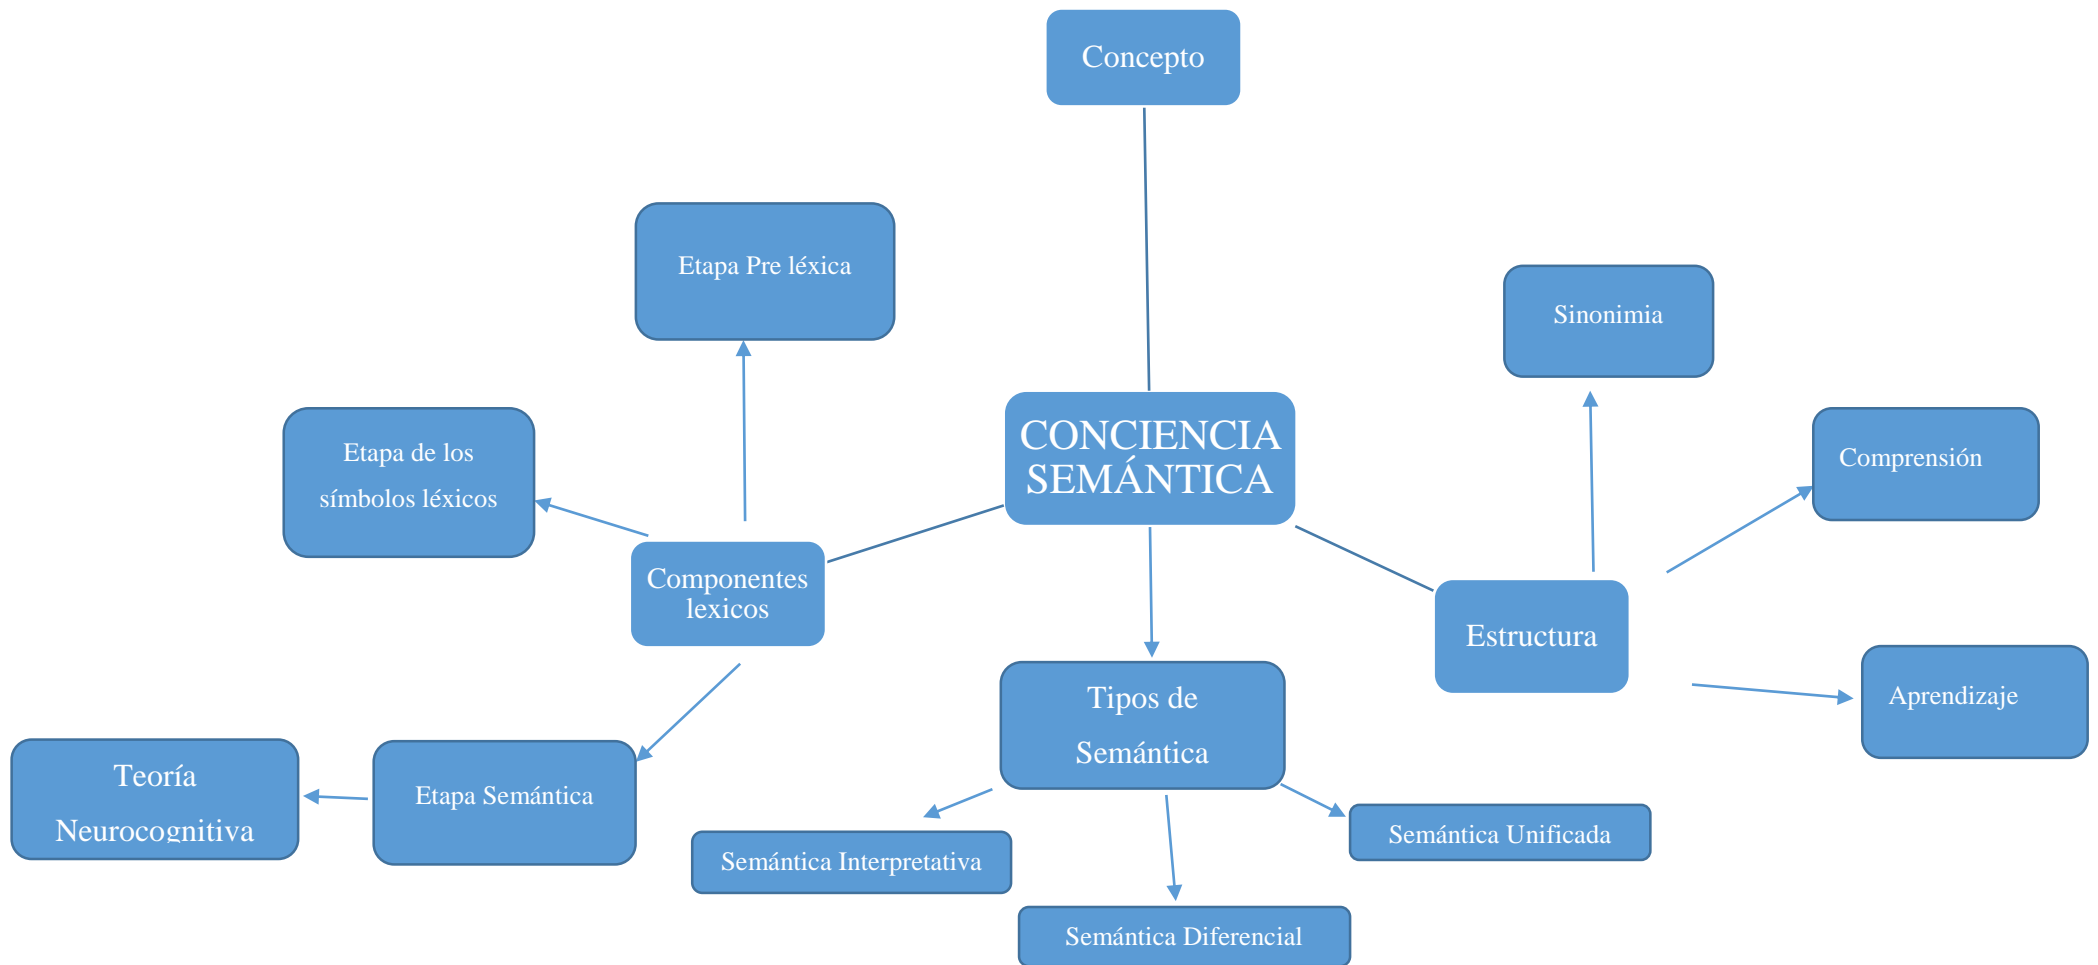 Concepto
Etapa Pre léxica
Sinonimia
Etapa de los
símbolos léxicos
CONCIENCIA
SEMÁNTICA
Comprensión
Componentes
lexicos
Estructura
Tipos de
Semántica
Aprendizaje
Teoría
Neurocognitiva
Etapa Semántica
Semántica Interpretativa
Semántica Unificada
Semántica Diferencial